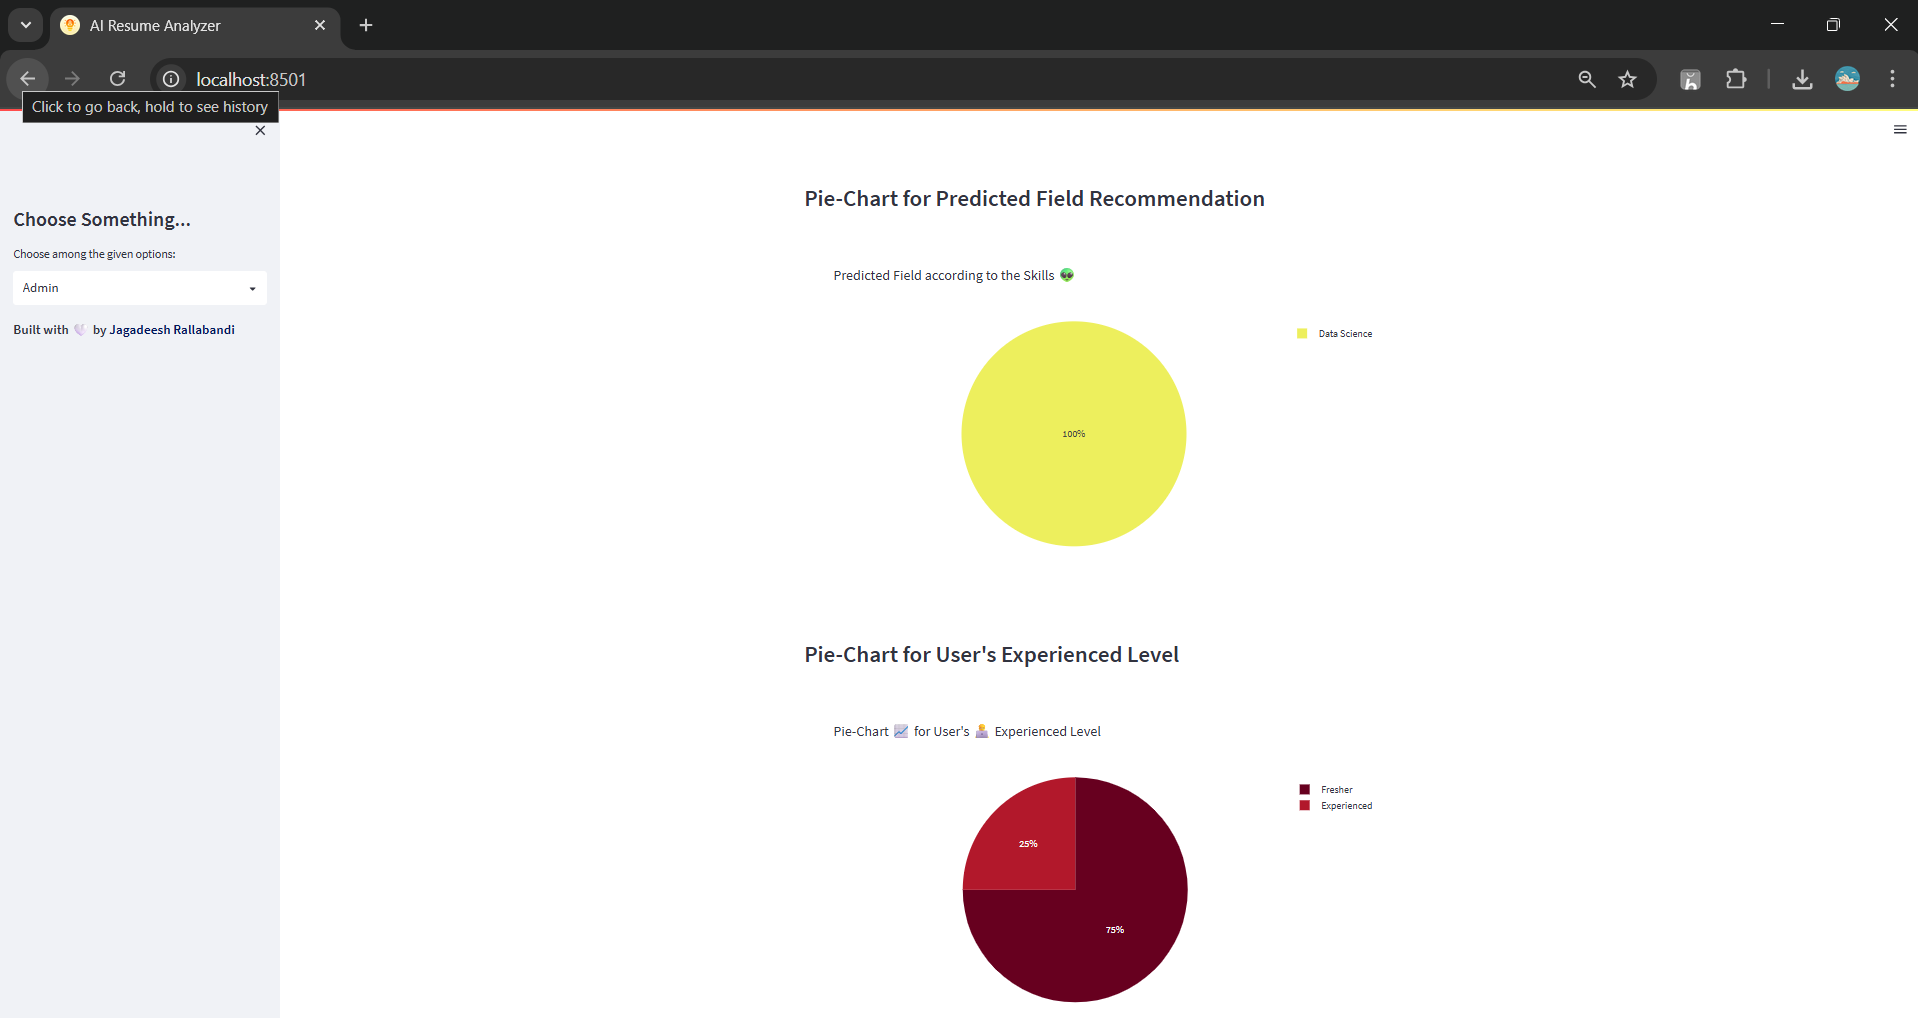 AI Resume Analyzer
localhost:8501
Click to go back, hold to see history
Choose Something...
Choose among the given options:
Admin
Built with 🤍 by Jagadeesh Rallabandi
Pie-Chart for Predicted Field Recommendation
Predicted Field according to the Skills 👽
Data Science
100%
Pie-Chart for User's Experienced Level
Pie-Chart 📈 for User's 👩‍💻 Experienced Level
Fresher
Experienced
25%
75%